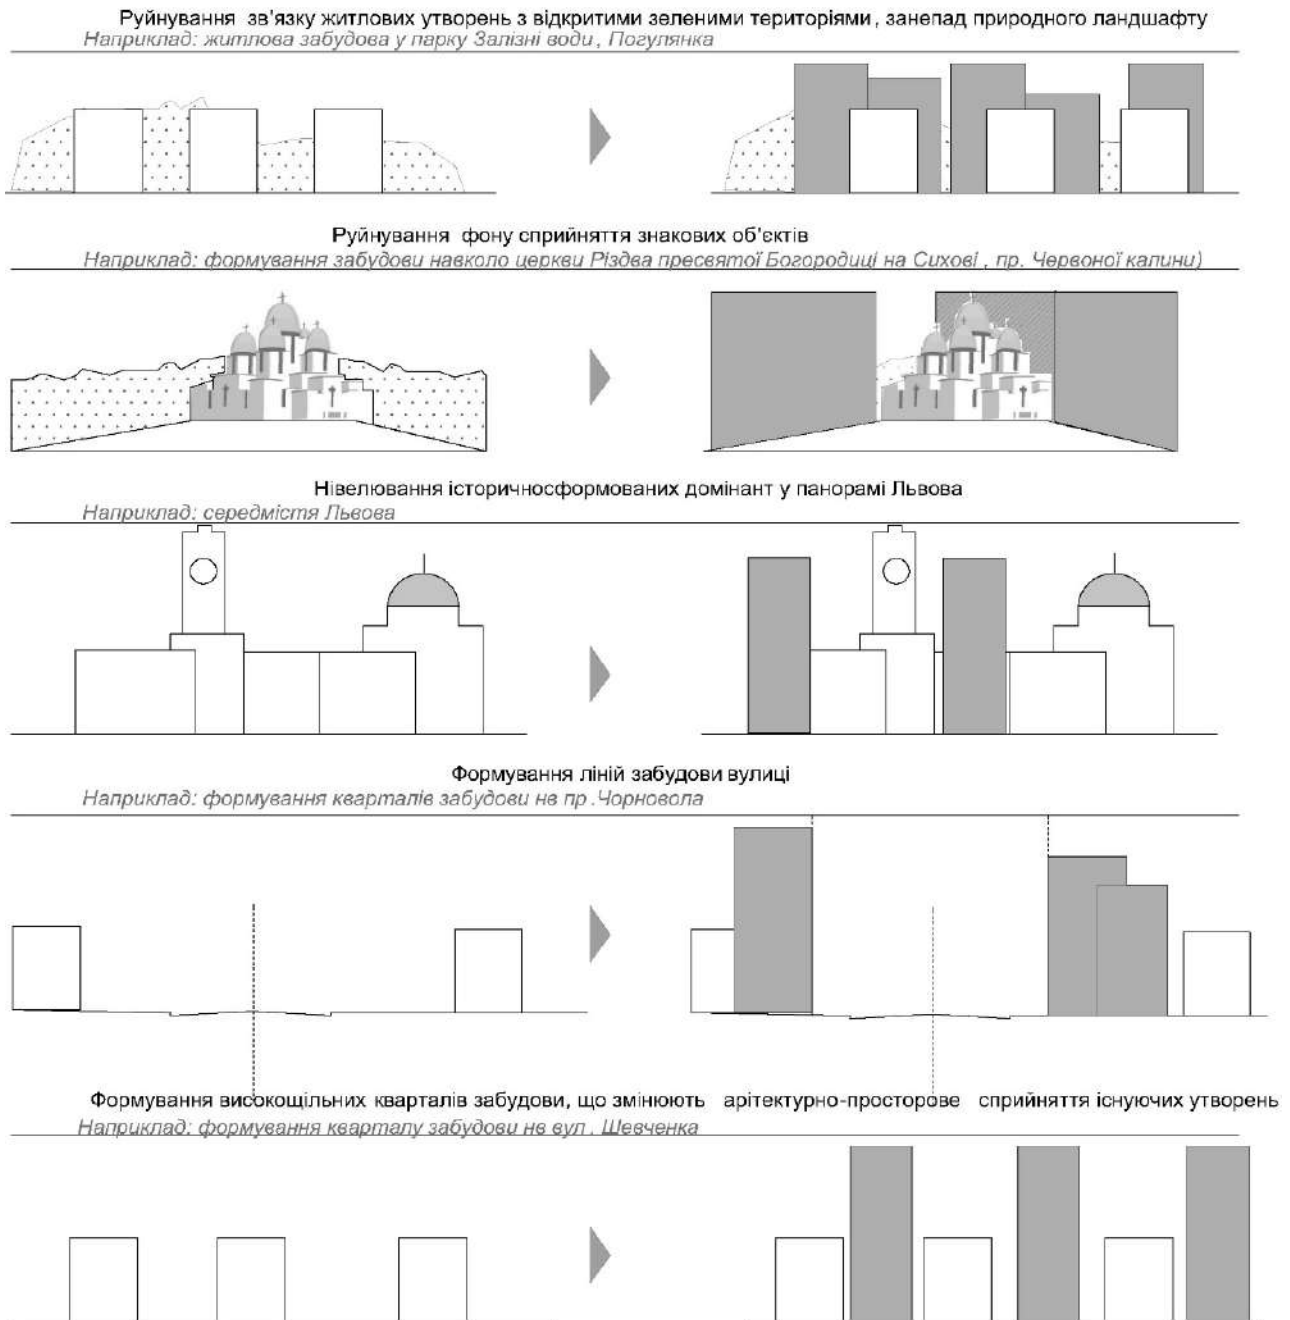 Руйнування зв'язку житлових утворень з відкритими зеленими територіями, занепад природного ландшафту
Наприклад: житлова забудова у парку Залізні води, Погулянка
Руйнування фону сприйняття знакових об'єктів
Наприклад: формування забудови навколо церкви Різдва пресвятої Богородиці на Сихові, пр. Червоної калини)
Нівелювання історичносформованих домінант у панорамі Львова
Наприклад: середмістя Львова
Формування ліній забудови вулиці
Наприклад: формування кварталів забудови нв пр.Чорновола
Формування високощільних кварталів забудови, що змінюють арітектурно-просторове сприйняття існуючих утворень
Наприклад: формування кварталу забудови нв вул. Шевченка